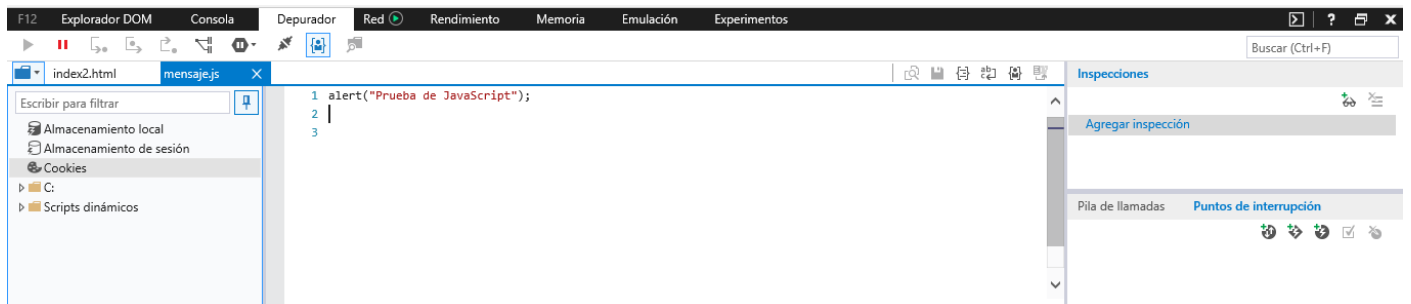 F12 Explorador DOM Consola Depurador Red Rendimiento Memoria Emulación Experimentos ?
Buscar (Ctrl+F)
index2.html mensaje.js
Inspecciones
Escribir para filtrar
Almacenamiento local
Almacenamiento de sesión
Cookies
C:
Scripts dinámicos
1 alert("Prueba de JavaScript");
2
3
Agregar inspección
Pila de llamadas Puntos de interrupción